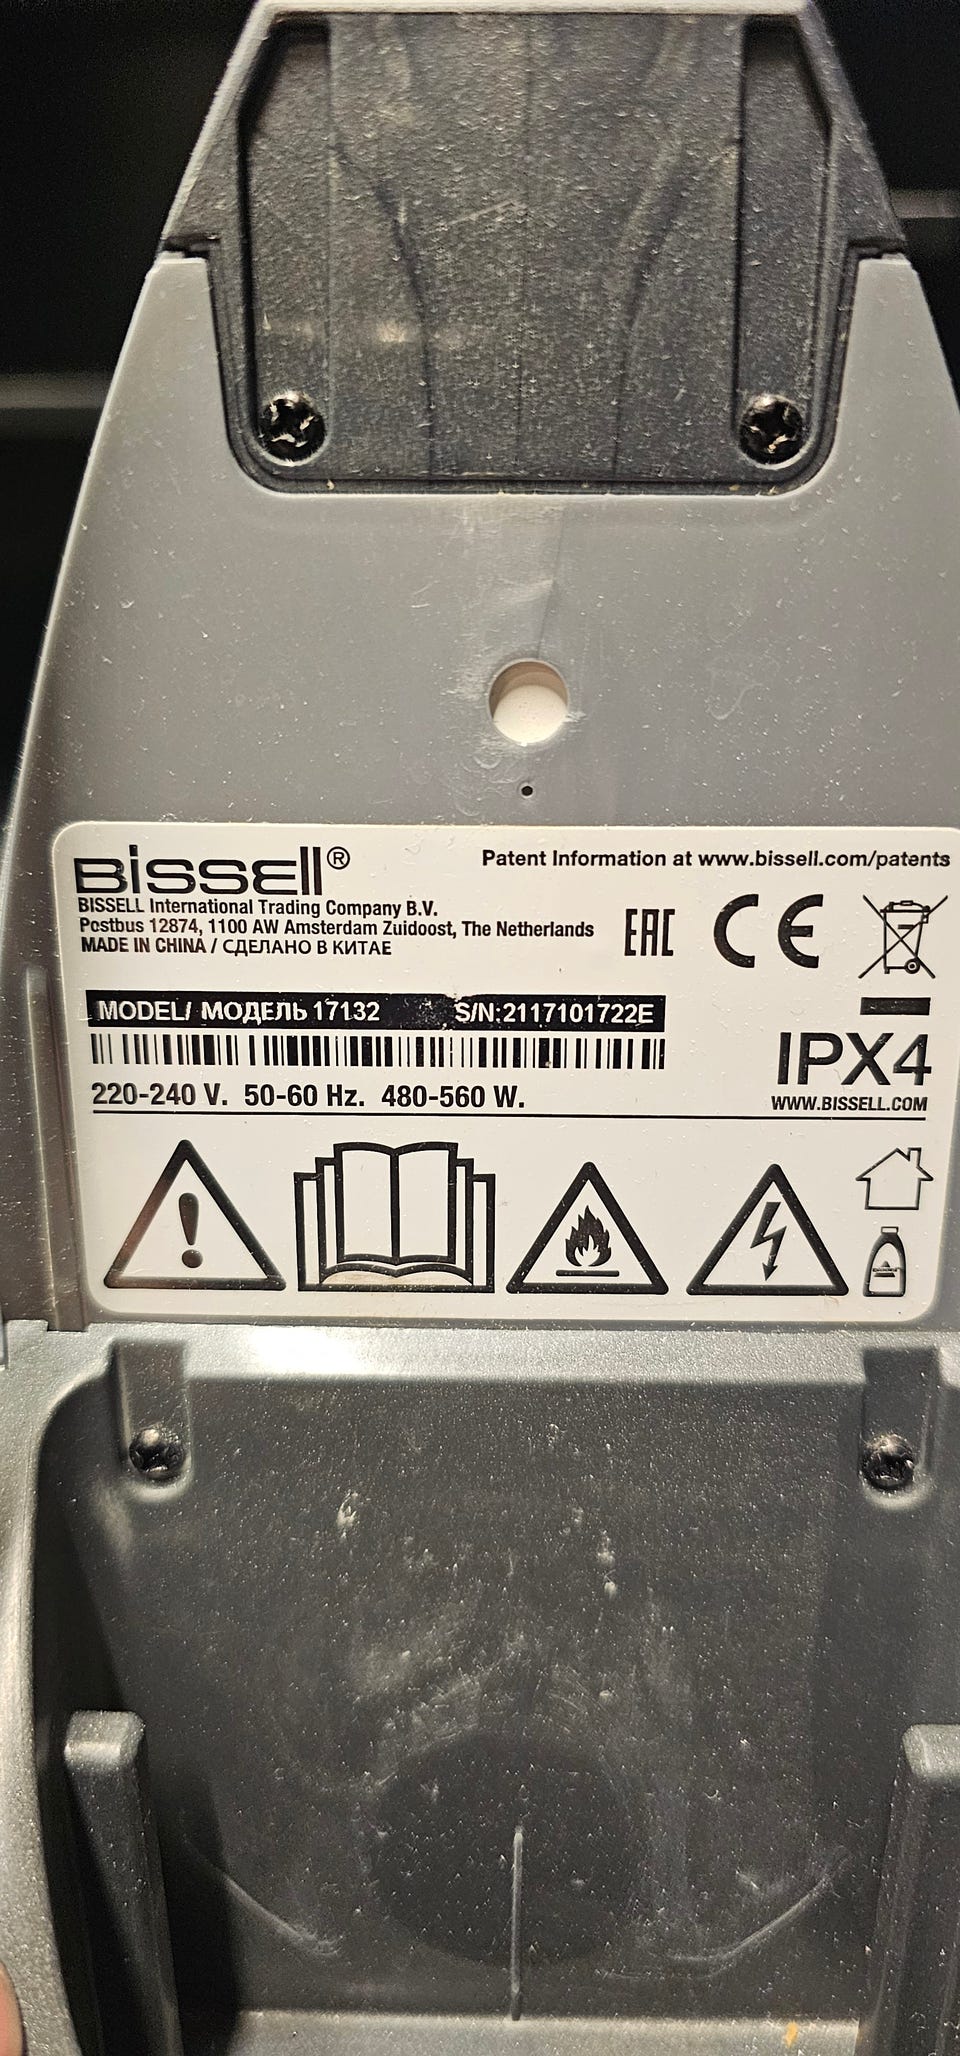 BISSELL®
Patent Information at www.bissell.com/patents
BISSELL International Trading Company B.V.
Postbus 12874, 1100 AW Amsterdam Zuidoost, The Netherlands
MADE IN CHINA / СДЕЛАНО В КИТАЕ
EAC CE
MODEL/ МОДЕЛЬ 17132 S/N:2117101722E
IPX4
220-240 V. 50-60 Hz. 480-560 W.
WWW.BISSELL.COM